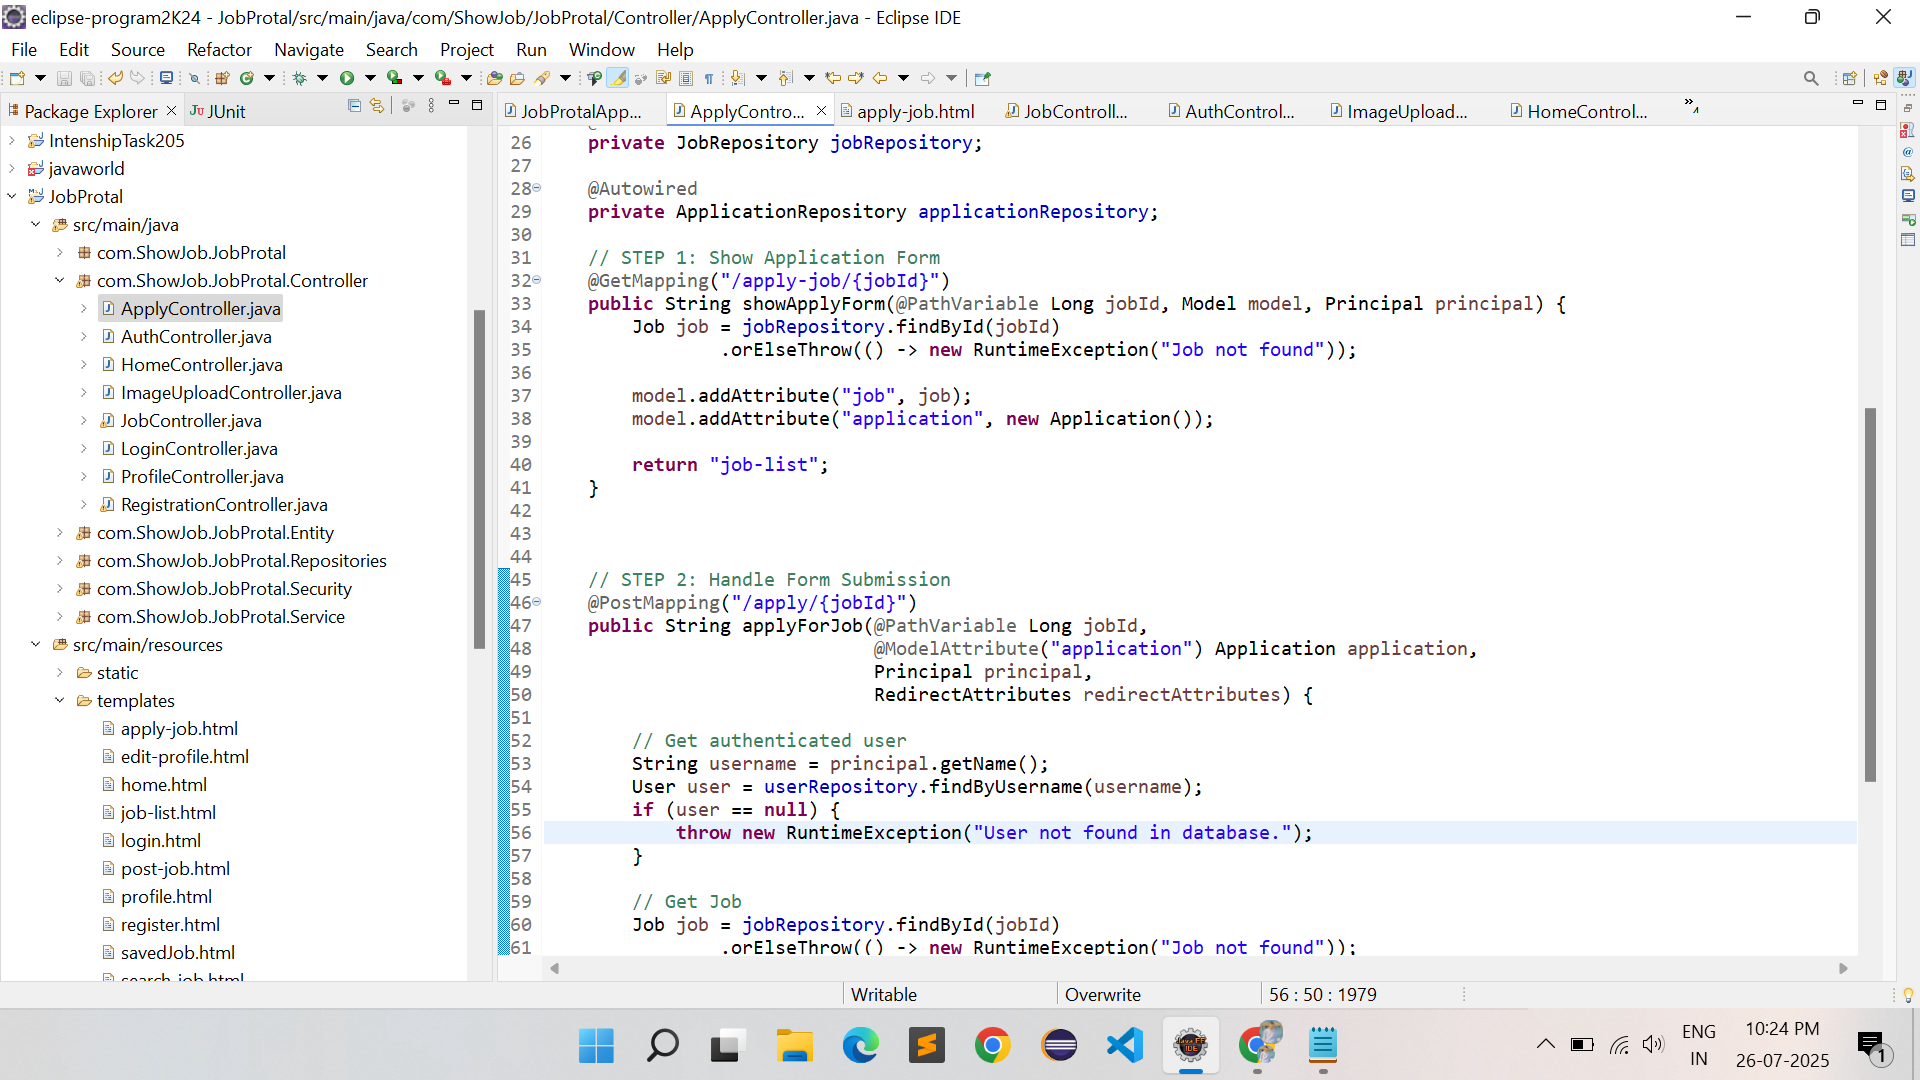 eclipse-program2K24 - JobProtal/src/main/java/com/ShowJob/JobProtal/Controller/ApplyController.java - Eclipse IDE
File Edit Source Refactor Navigate Search Project Run Window Help
Package Explorer JUnit
JobProtalApp... ApplyContro... apply-job.html JobControll... AuthControl... ImageUpload... HomeControl...
IntenshipTask205
javaworld
JobProtal
src/main/java
com.ShowJob.JobProtal
com.ShowJob.JobProtal.Controller
ApplyController.java
AuthController.java
HomeController.java
ImageUploadController.java
JobController.java
LoginController.java
ProfileController.java
RegistrationController.java
com.ShowJob.JobProtal.Entity
com.ShowJob.JobProtal.Repositories
com.ShowJob.JobProtal.Security
com.ShowJob.JobProtal.Service
src/main/resources
static
templates
apply-job.html
edit-profile.html
home.html
job-list.html
login.html
post-job.html
profile.html
register.html
savedJob.html
search-job.html
26 private JobRepository jobRepository;
27
28 @Autowired
29 private ApplicationRepository applicationRepository;
30
31 // STEP 1: Show Application Form
32 @GetMapping("/apply-job/{jobId}")
33 public String showApplyForm(@PathVariable Long jobId, Model model, Principal principal) {
34 Job job = jobRepository.findById(jobId)
35 .orElseThrow(() -> new RuntimeException("Job not found"));
36
37 model.addAttribute("job", job);
38 model.addAttribute("application", new Application());
39
40 return "job-list";
41 }
42
43
44
45 // STEP 2: Handle Form Submission
46 @PostMapping("/apply/{jobId}")
47 public String applyForJob(@PathVariable Long jobId,
48 @ModelAttribute("application") Application application,
49 Principal principal,
50 RedirectAttributes redirectAttributes) {
51
52 // Get authenticated user
53 String username = principal.getName();
54 User user = userRepository.findByUsername(username);
55 if (user == null) {
56 throw new RuntimeException("User not found in database.");
57 }
58
59 // Get Job
60 Job job = jobRepository.findById(jobId)
61 .orElseThrow(() -> new RuntimeException("Job not found"));
Writable Overwrite 56 : 50 : 1979
ENG
IN
10:24 PM
26-07-2025
1